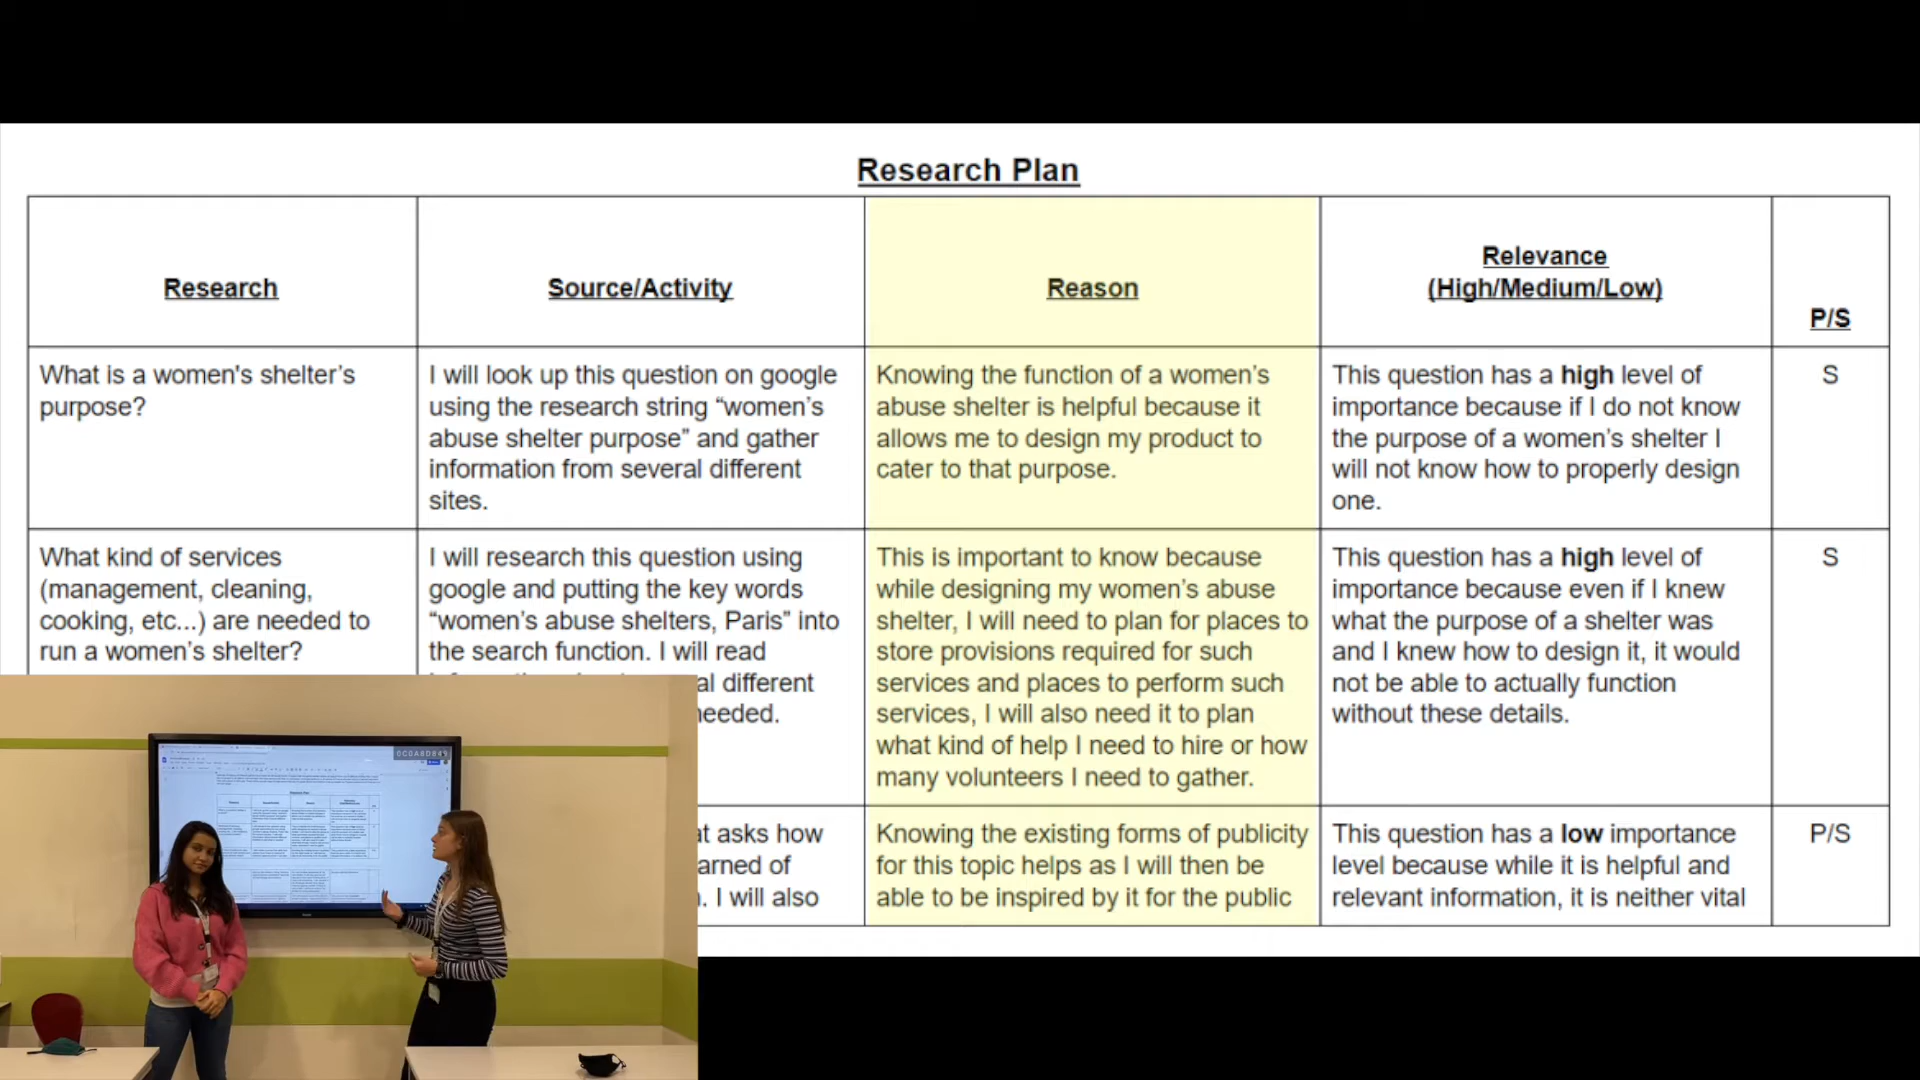 Research Plan
Research
Source/Activity
Reason
Relevance
(High/Medium/Low)
P/S
What is a women's shelter’s
purpose?
I will look up this question on google
using the research string “women’s
abuse shelter purpose” and gather
information from several different
sites.
Knowing the function of a women’s
abuse shelter is helpful because it
allows me to design my product to
cater to that purpose.
This question has a high level of
importance because if I do not know
the purpose of a women’s shelter I
will not know how to properly design
one.
S
What kind of services
(management, cleaning,
cooking, etc...) are needed to
run a women’s shelter?
I will research this question using
google and putting the key words
“women’s abuse shelters, Paris” into
the search function. I will read
al different
needed.
This is important to know because
while designing my women’s abuse
shelter, I will need to plan for places to
store provisions required for such
services and places to perform such
services, I will also need it to plan
what kind of help I need to hire or how
many volunteers I need to gather.
This question has a high level of
importance because even if I knew
what the purpose of a shelter was
and I knew how to design it, it would
not be able to actually function
without these details.
S
at asks how
arned of
. I will also
Knowing the existing forms of publicity
for this topic helps as I will then be
able to be inspired by it for the public
This question has a low importance
level because while it is helpful and
relevant information, it is neither vital
P/S